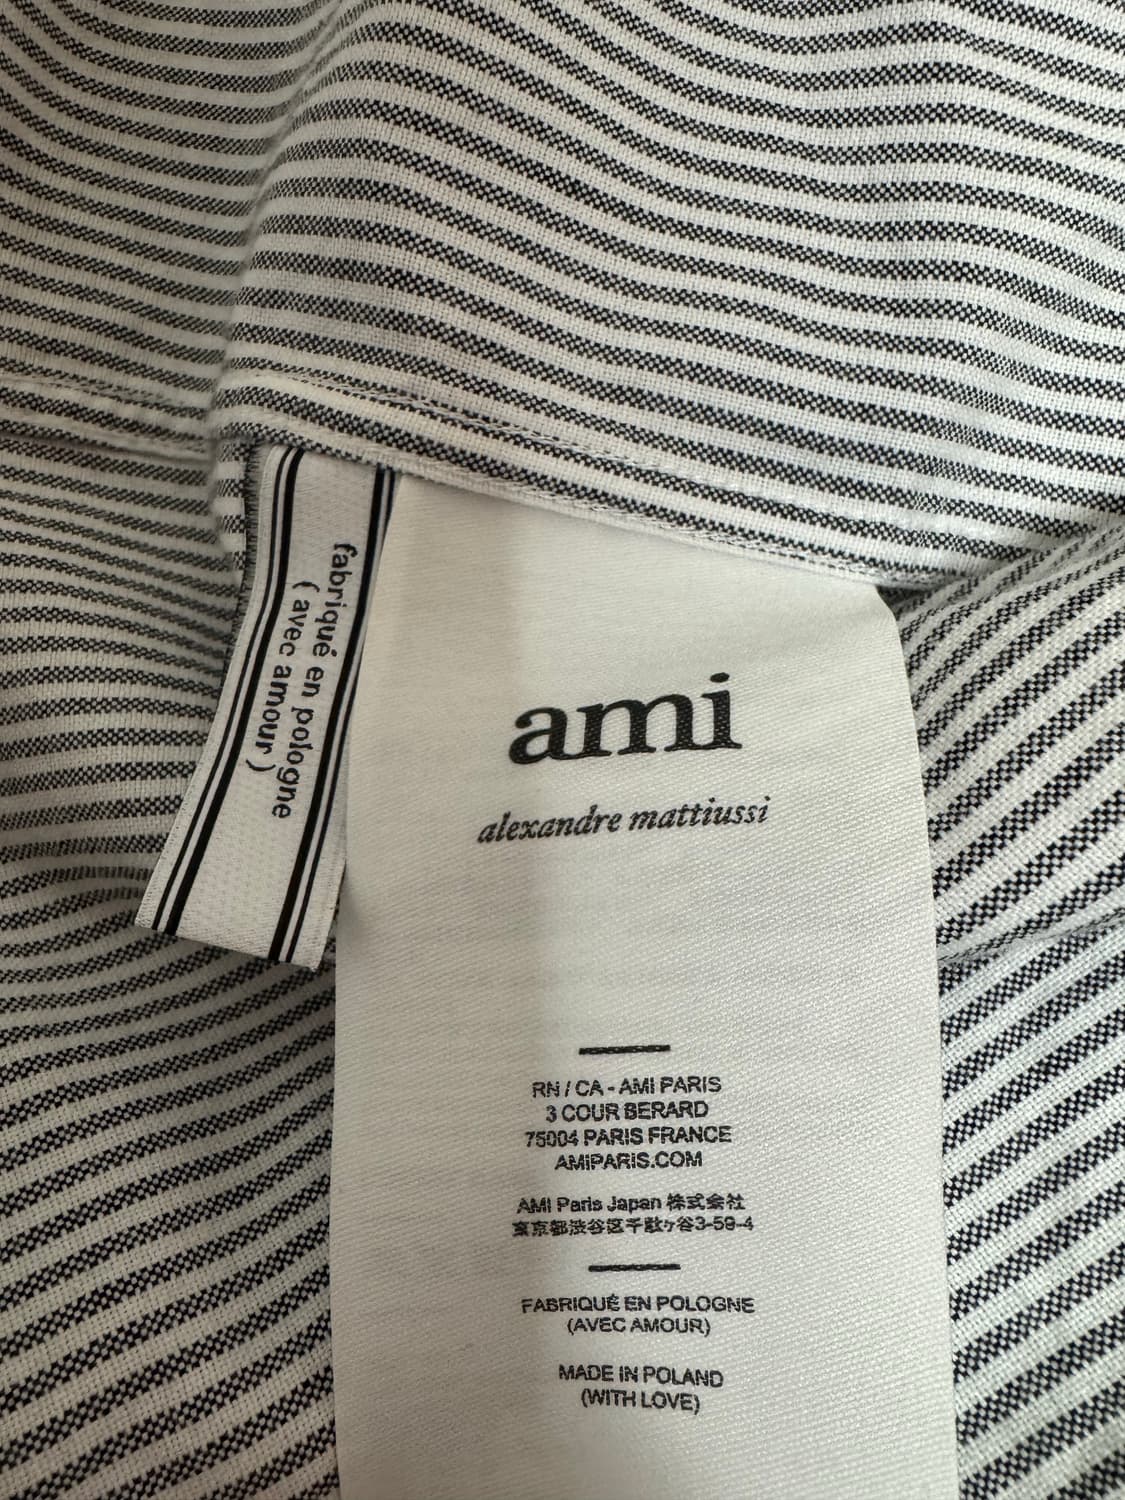 fabriqué en pologne
( avec amour )
ami
alexandre mattiussi
RN / CA - AMI PARIS
3 COUR BERARD
75004 PARIS FRANCE
AMIPARIS.COM
AMI Paris Japan 株式会社
東京都渋谷区千駄ヶ谷3-59-4
FABRIQUÉ EN POLOGNE
(AVEC AMOUR)
MADE IN POLAND
(WITH LOVE)